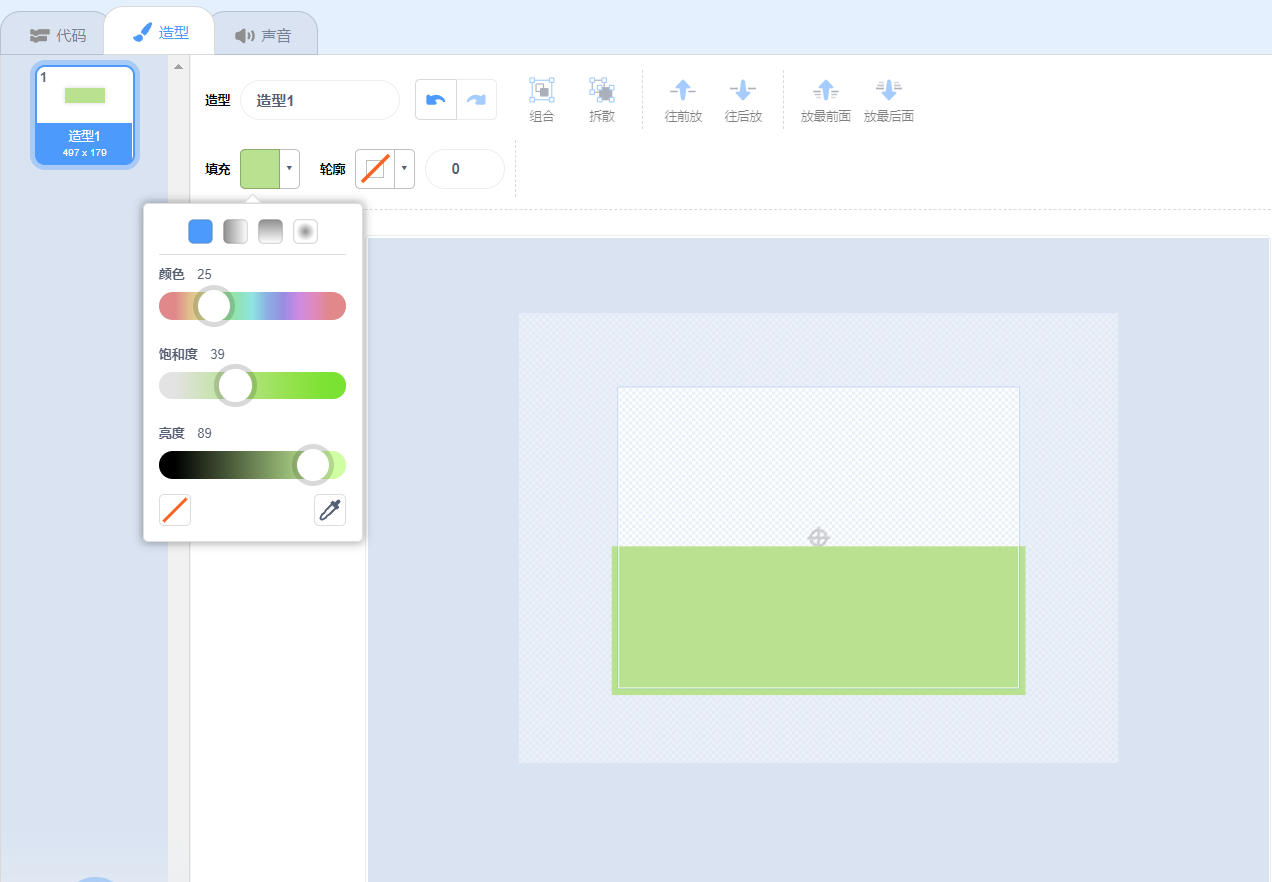 代码
造型
声音
1
造型1
497 x 179
造型
造型1
组合
拆散
往前放
往后放
放最前面
放最后面
填充
轮廓
0
颜色 25
饱和度 39
亮度 89